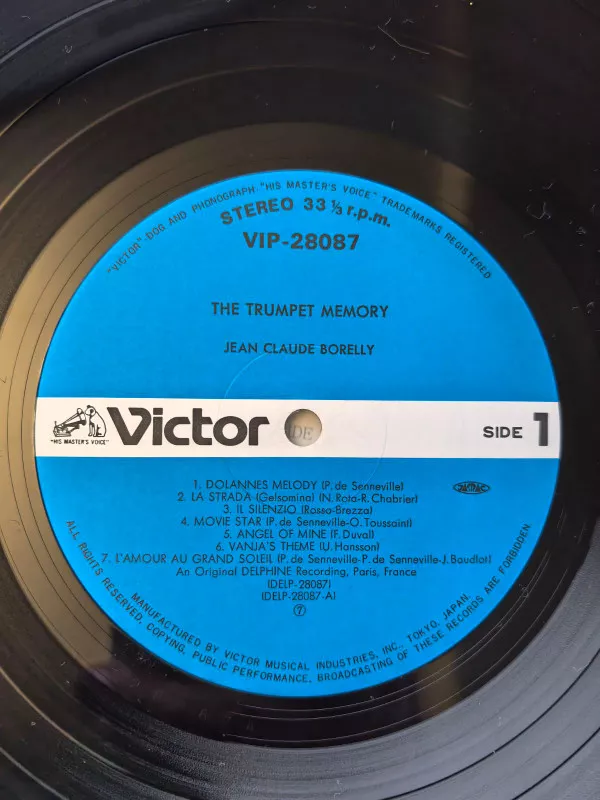 "VICTOR"-DOG AND PHONOGRAPH-"HIS MASTER'S VOICE" TRADEMARKS REGISTERED
STEREO 33 1/3 r.p.m.
VIP-28087
THE TRUMPET MEMORY
JEAN CLAUDE BORELLY
"HIS MASTER'S VOICE"
Victor
DE
SIDE 1
1. DOLANNES MELODY (P. de Senneville)
2. LA STRADA (Gelsomina) (N. Rota-R. Chabrier)
3. IL SILENZIO (Rosso-Brezza)
4. MOVIE STAR (P. de Senneville-O. Toussaint)
5. ANGEL OF MINE (F. Duval)
6. VANJA'S THEME (U. Hansson)
7. L'AMOUR AU GRAND SOLEIL (P. de Senneville-P. de Senneville-J. Baudlot)
An Original DELPHINE Recording, Paris, France
(DELP-28087)
(DELP-28087-A)
7
ALL RIGHTS RESERVED, COPYING, PUBLIC PERFORMANCE, BROADCASTING OF THESE RECORDS ARE FORBIDDEN.
MANUFACTURED BY VICTOR MUSICAL INDUSTRIES, INC., TOKYO, JAPAN.